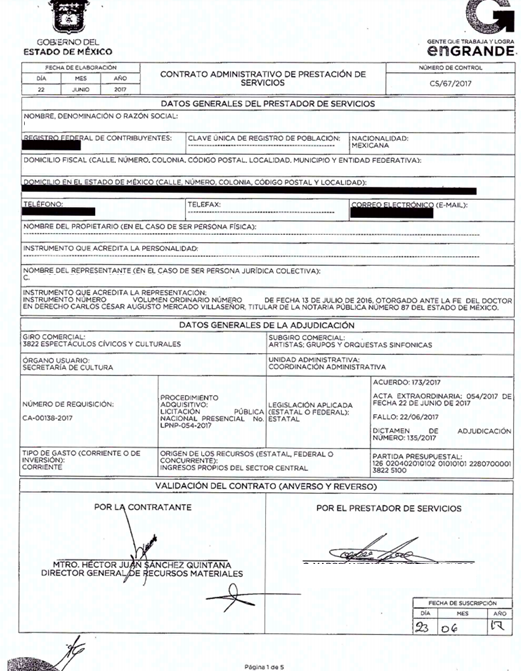 GOBIERNO DEL
ESTADO DE MÉXICO
GENTE QUE TRABAJA Y LOGRA
enGRANDE
FECHA DE ELABORACIÓN
DÍA MES AÑO
22 JUNIO 2017
CONTRATO ADMINISTRATIVO DE PRESTACIÓN DE
SERVICIOS
NÚMERO DE CONTROL
CS/67/2017
DATOS GENERALES DEL PRESTADOR DE SERVICIOS
NOMBRE, DENOMINACIÓN O RAZÓN SOCIAL:
REGISTRO FEDERAL DE CONTRIBUYENTES:
CLAVE ÚNICA DE REGISTRO DE POBLACIÓN:
NACIONALIDAD:
MEXICANA
DOMICILIO FISCAL (CALLE, NÚMERO, COLONIA, CÓDIGO POSTAL, LOCALIDAD, MUNICIPIO Y ENTIDAD FEDERATIVA):
DOMICILIO EN EL ESTADO DE MÉXICO (CALLE, NÚMERO, COLONIA, CÓDIGO POSTAL Y LOCALIDAD):
TELÉFONO:
TELEFAX:
CORREO ELECTRÓNICO (E-MAIL):
NOMBRE DEL PROPIETARIO (EN EL CASO DE SER PERSONA FÍSICA):
INSTRUMENTO QUE ACREDITA LA PERSONALIDAD:
NOMBRE DEL REPRESENTANTE (EN EL CASO DE SER PERSONA JURÍDICA COLECTIVA):
C.
INSTRUMENTO QUE ACREDITA LA REPRESENTACIÓN:
INSTRUMENTO NÚMERO VOLUMEN ORDINARIO NÚMERO DE FECHA 13 DE JULIO DE 2016, OTORGADO ANTE LA FE DEL DOCTOR
EN DERECHO CARLOS CÉSAR AUGUSTO MERCADO VILLASEÑOR, TITULAR DE LA NOTARÍA PÚBLICA NÚMERO 87 DEL ESTADO DE MÉXICO.
DATOS GENERALES DE LA ADJUDICACIÓN
GIRO COMERCIAL:
3822 ESPECTÁCULOS CÍVICOS Y CULTURALES
SUBGIRO COMERCIAL:
ARTISTAS; GRUPOS Y ORQUESTAS SINFONICAS
ÓRGANO USUARIO:
SECRETARÍA DE CULTURA
UNIDAD ADMINISTRATIVA:
COORDINACIÓN ADMINISTRATIVA
NÚMERO DE REQUISICIÓN:
CA-00138-2017
PROCEDIMIENTO
ADQUISITIVO:
LICITACIÓN PÚBLICA
NACIONAL PRESENCIAL No.
LPNP-054-2017
LEGISLACIÓN APLICADA
(ESTATAL O FEDERAL):
ESTATAL
ACUERDO: 173/2017
ACTA EXTRAORDINARIA; 054/2017 DE
FECHA 22 DE JUNIO DE 2017
FALLO: 22/06/2017
DICTAMEN DE ADJUDICACIÓN
NÚMERO: 135/2017
TIPO DE GASTO (CORRIENTE O DE
INVERSIÓN):
CORRIENTE
ORIGEN DE LOS RECURSOS (ESTATAL, FEDERAL O
CONCURRENTE):
INGRESOS PROPIOS DEL SECTOR CENTRAL
PARTIDA PRESUPUESTAL:
126 020402010102 01010101 2280700001
3822 5100
VALIDACIÓN DEL CONTRATO (ANVERSO Y REVERSO)
POR LA CONTRATANTE
POR EL PRESTADOR DE SERVICIOS
MTRO. HÉCTOR JUAN SÁNCHEZ QUINTANA
DIRECTOR GENERAL DE RECURSOS MATERIALES
FECHA DE SUSCRIPCIÓN
DÍA MES AÑO
23 06 17
Página 1 de 5